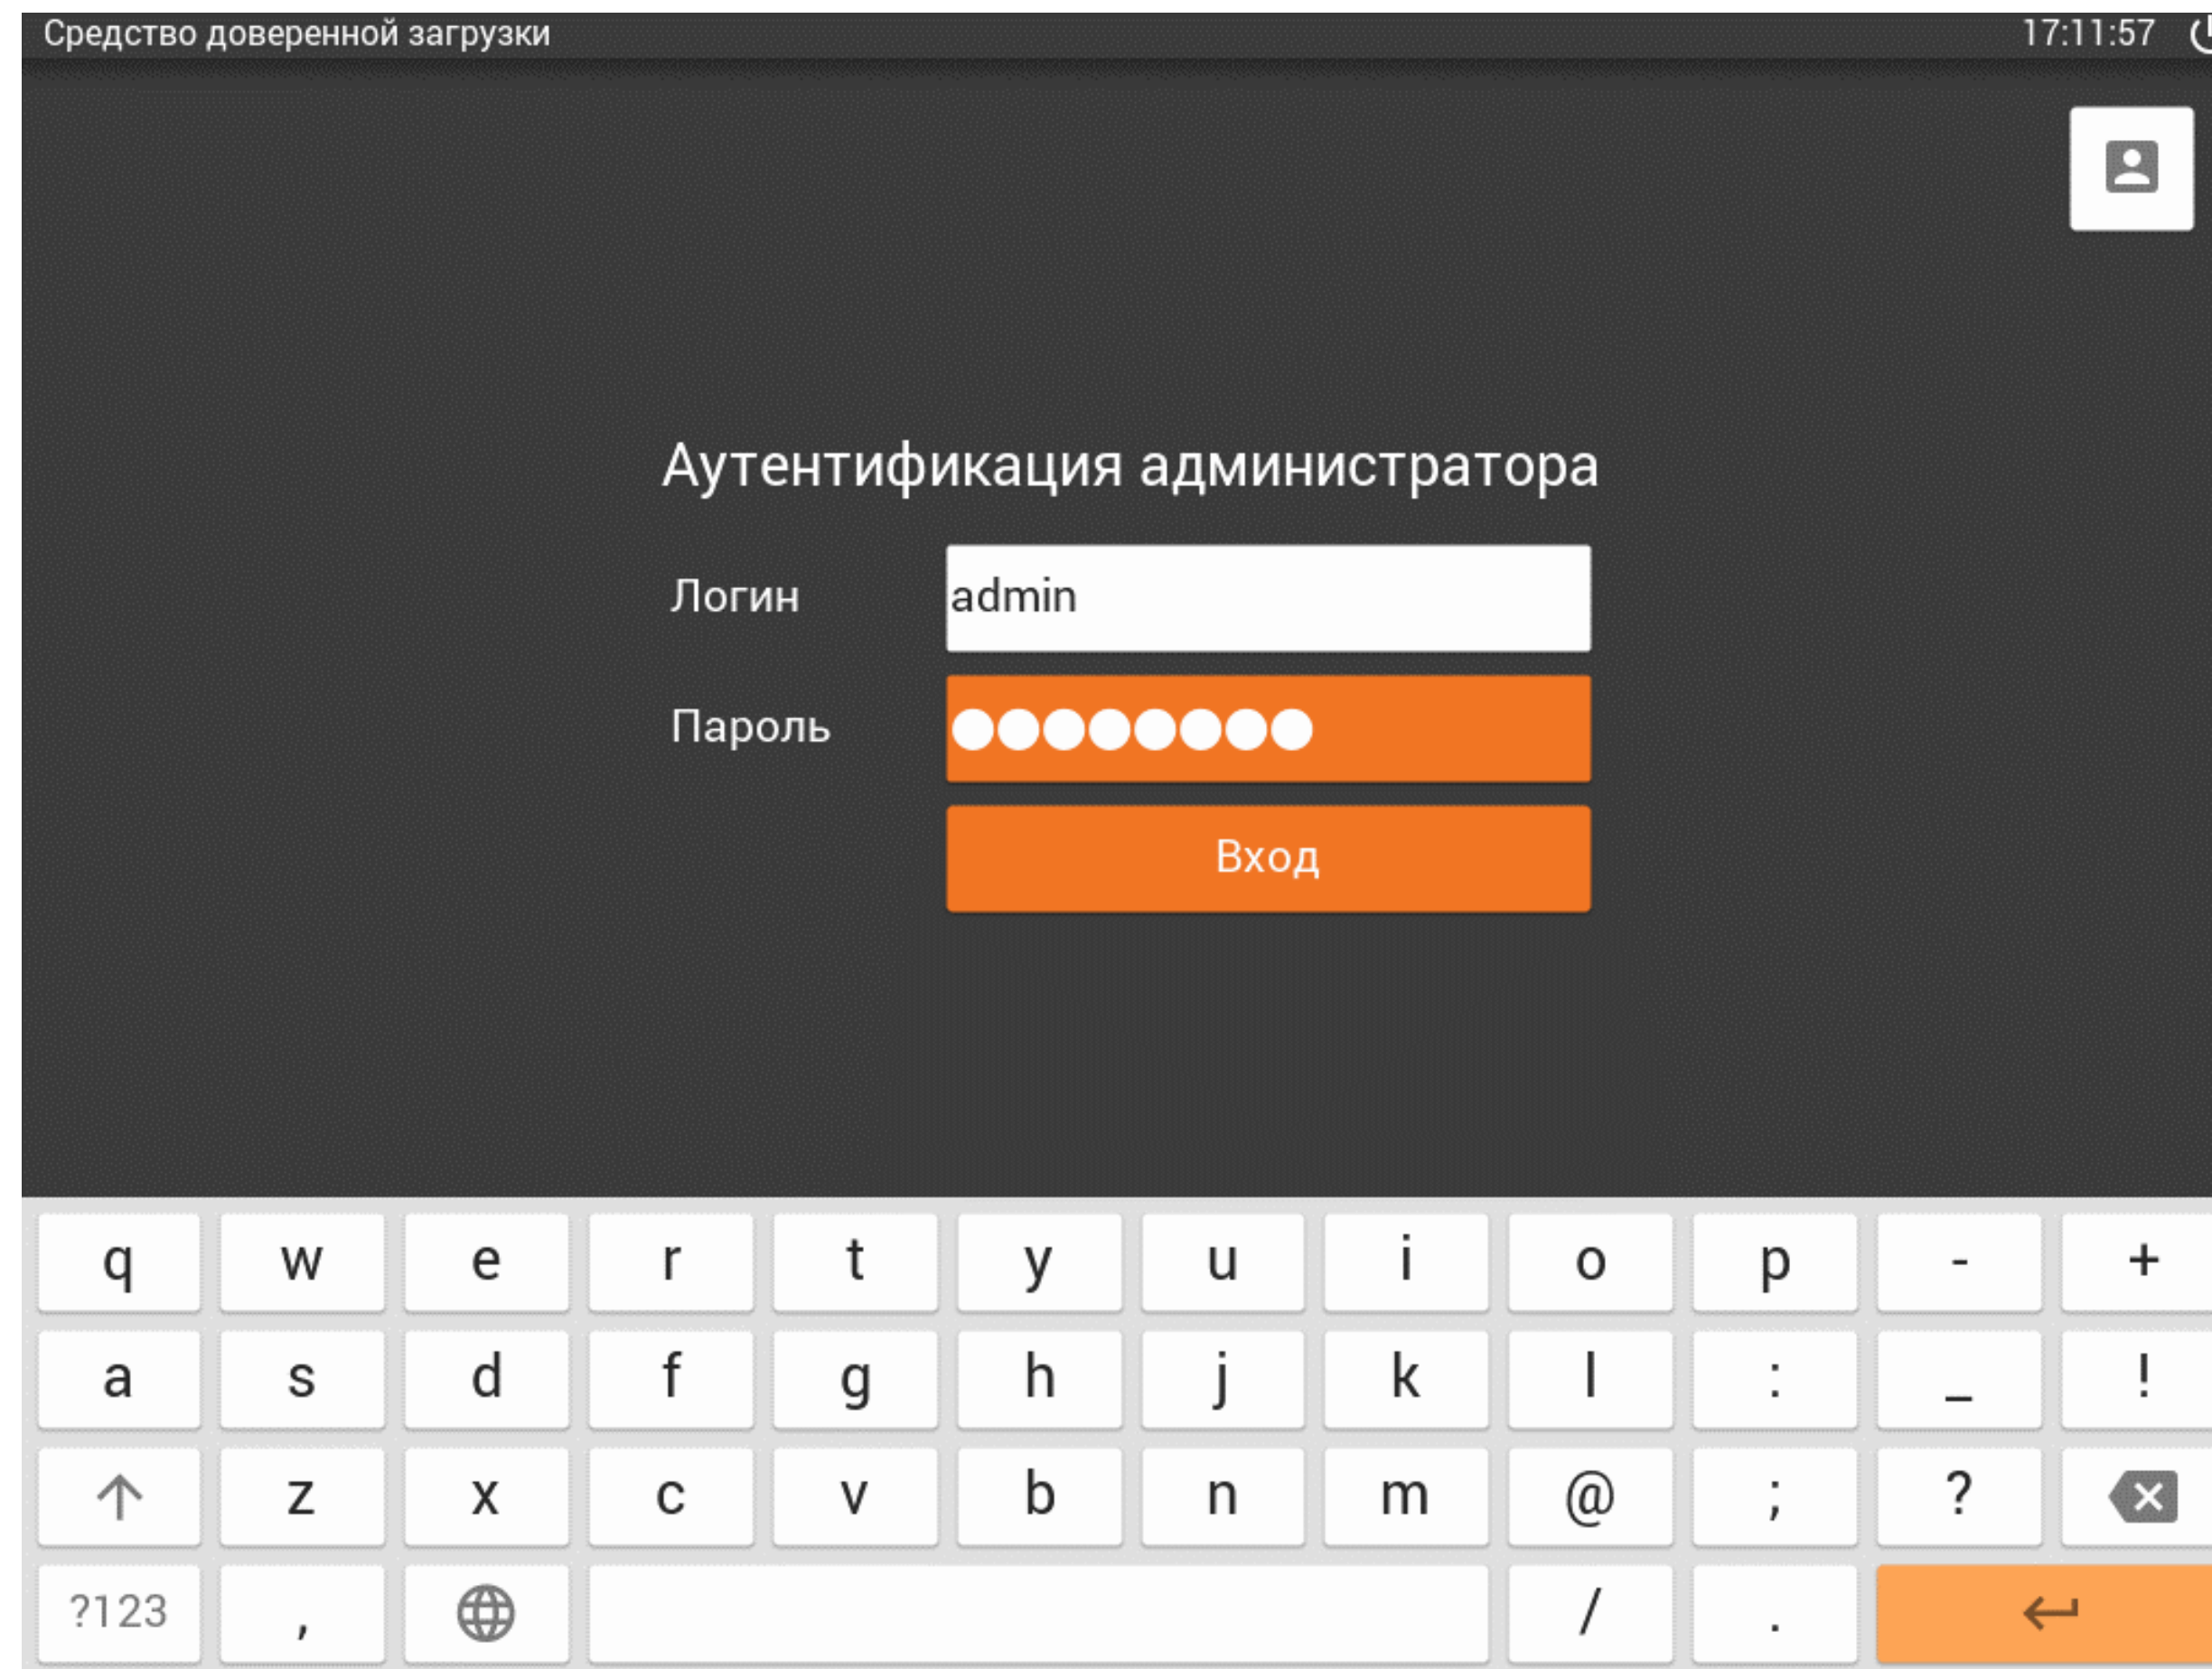 Средство доверенной загрузки 17:11:57
Аутентификация администратора
Логин admin
Пароль
Вход
q w e r t y u i o p - +
a s d f g h j k l : _ !
z x c v b n m @ ; ?
?123 , / .